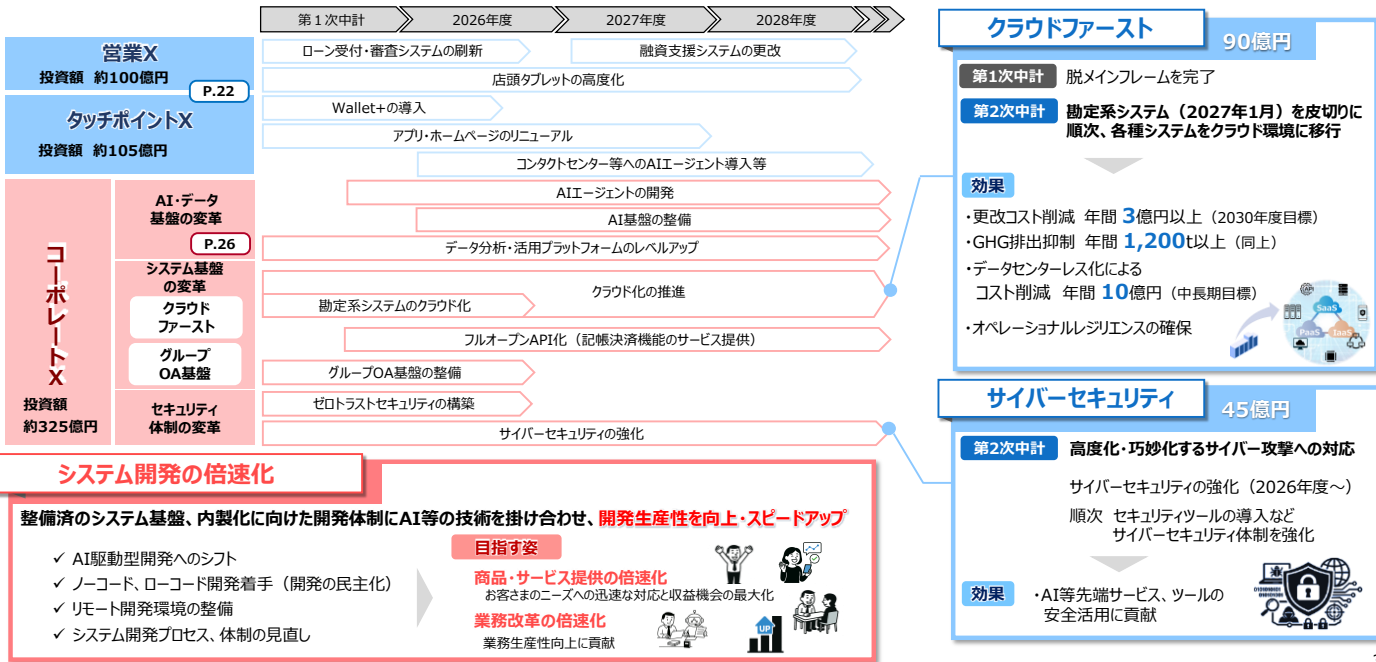 第１次中計
2026年度
2027年度
2028年度
営業X
投資額 約100億円
P.22
タッチポイントX
投資額 約105億円
ローン受付・審査システムの刷新
融資支援システムの更改
店頭タブレットの高度化
Wallet+の導入
アプリ・ホームページのリニューアル
コンタクトセンター等へのAIエージェント導入等
コーポレートX
投資額
約325億円
AI・データ
基盤の変革
P.26
AIエージェントの開発
AI基盤の整備
データ分析・活用プラットフォームのレベルアップ
システム基盤
の変革
クラウド
ファースト
グループ
OA基盤
クラウド化の推進
勘定系システムのクラウド化
フルオープンAPI化（記帳決済機能のサービス提供）
グループOA基盤の整備
セキュリティ
体制の変革
ゼロトラストセキュリティの構築
サイバーセキュリティの強化
クラウドファースト
90億円
第1次中計 脱メインフレームを完了
第2次中計 勘定系システム（2027年1月）を皮切りに
順次、各種システムをクラウド環境に移行
効果
・更改コスト削減 年間 3億円以上（2030年度目標）
・GHG排出抑制 年間 1,200t以上（同上）
・データセンターレス化による
コスト削減 年間 10億円（中長期目標）
・オペレーショナルレジリエンスの確保
API
SaaS
PaaS
IaaS
サイバーセキュリティ
45億円
第2次中計 高度化・巧妙化するサイバー攻撃への対応
サイバーセキュリティの強化（2026年度～）
順次 セキュリティツールの導入など
サイバーセキュリティ体制を強化
効果 ・AI等先端サービス、ツールの
安全活用に貢献
システム開発の倍速化
整備済のシステム基盤、内製化に向けた開発体制にAI等の技術を掛け合わせ、開発生産性を向上・スピードアップ
✓ AI駆動型開発へのシフト
✓ ノーコード、ローコード開発着手（開発の民主化）
✓ リモート開発環境の整備
✓ システム開発プロセス、体制の見直し
目指す姿
商品・サービス提供の倍速化
お客さまのニーズへの迅速な対応と収益機会の最大化
業務改革の倍速化
業務生産性向上に貢献
UP